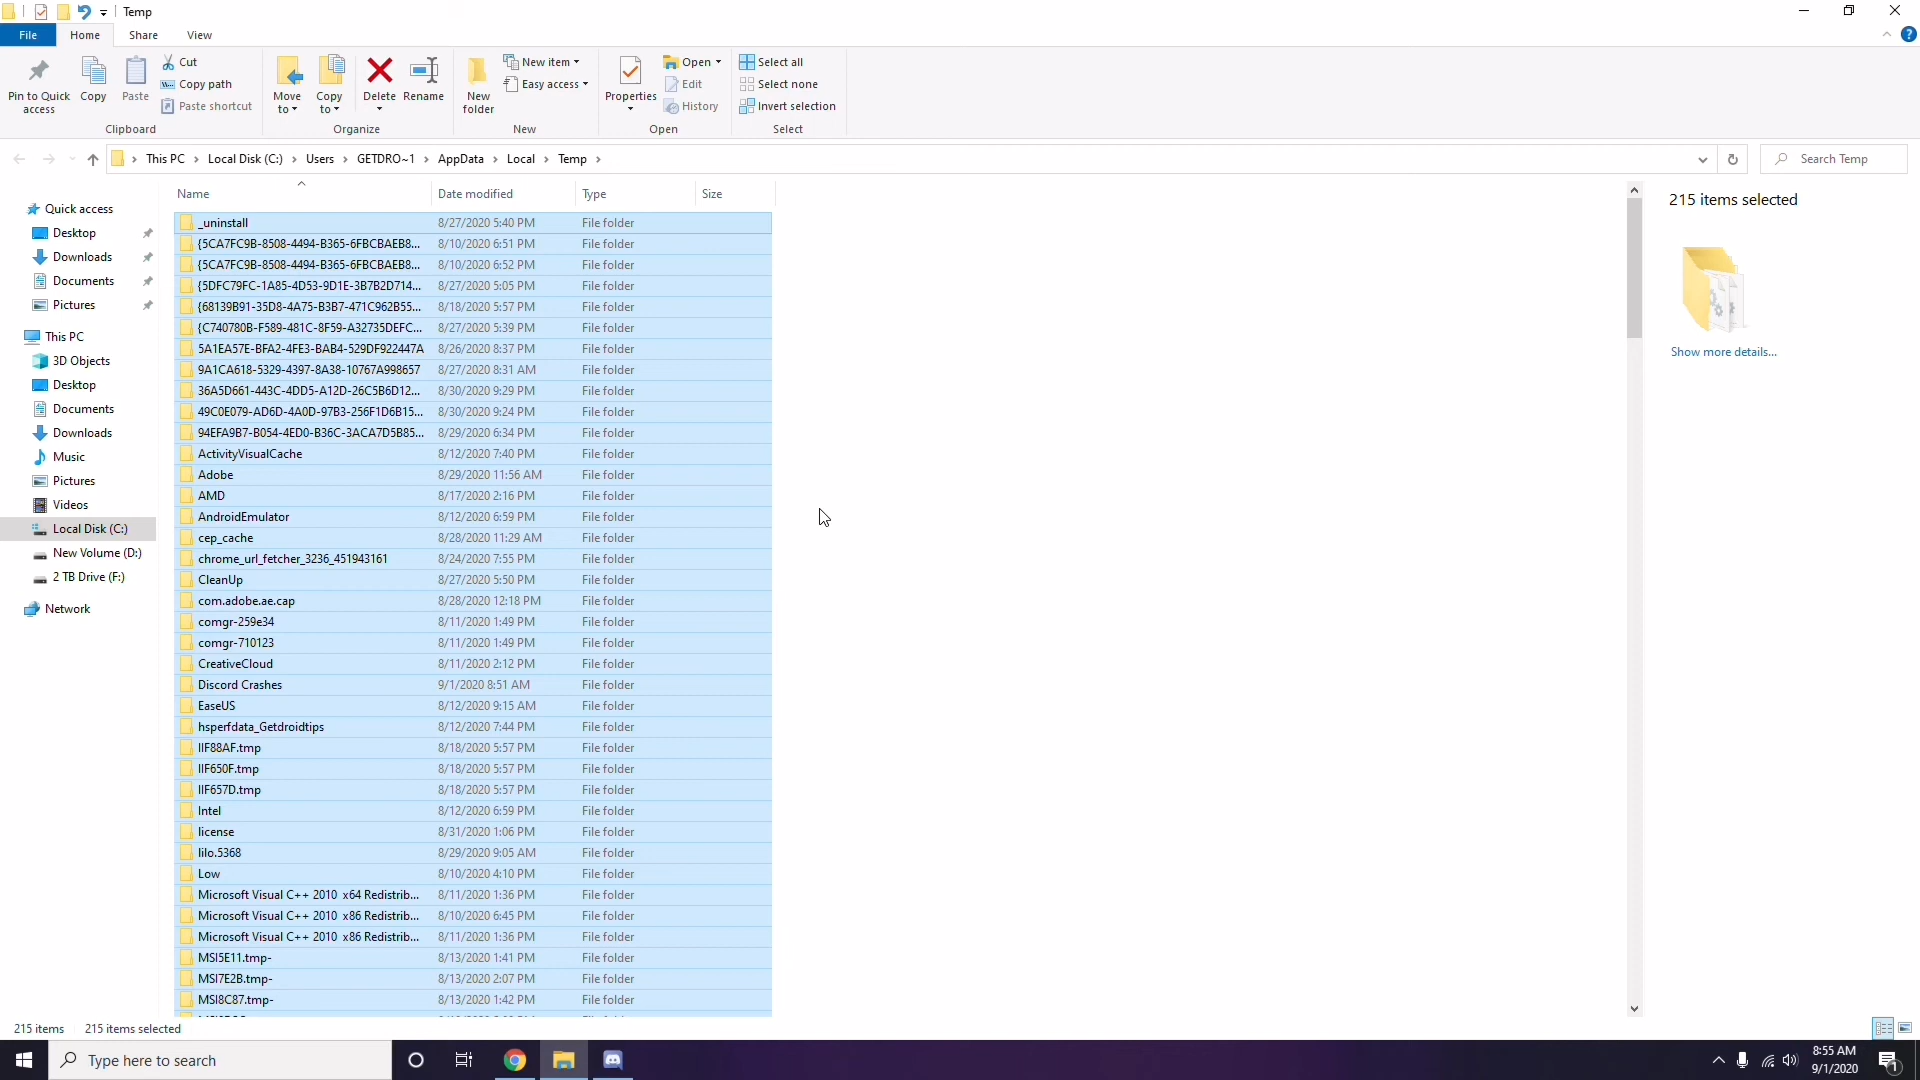 Temp
File Home Share View
Pin to Quick access
Copy
Paste
Cut
Copy path
Paste shortcut
Clipboard
Move to
Copy to
Delete
Rename
Organize
New folder
New item
Easy access
New
Properties
Open
Edit
History
Open
Select all
Select none
Invert selection
Select
This PC Local Disk (C:) Users GETDRO~1 AppData Local Temp
Search Temp
Quick access
Desktop
Downloads
Documents
Pictures
This PC
3D Objects
Desktop
Documents
Downloads
Music
Pictures
Videos
Local Disk (C:)
New Volume (D:)
2 TB Drive (F:)
Network
Name Date modified Type Size
_uninstall 8/27/2020 5:40 PM File folder
{5CA7FC9B-8508-4494-B365-6FBCBAEB8... 8/10/2020 6:51 PM File folder
{5CA7FC9B-8508-4494-B365-6FBCBAEB8... 8/10/2020 6:52 PM File folder
{5DFC79FC-1A85-4D53-9D1E-3B7B2D714... 8/27/2020 5:05 PM File folder
{68139B91-35D8-4A75-B3B7-471C962B55... 8/18/2020 5:57 PM File folder
{C740780B-F589-481C-8F59-A32735DEFC... 8/27/2020 5:39 PM File folder
5A1EA57E-BFA2-4FE3-BAB4-529DF922447A 8/26/2020 8:37 PM File folder
9A1CA618-5329-4397-8A38-10767A998657 8/27/2020 8:31 AM File folder
36A5D661-443C-4DD5-A12D-26C5B6D12... 8/30/2020 9:29 PM File folder
49C0E079-AD6D-4A0D-97B3-256F1D6B15... 8/30/2020 9:24 PM File folder
94EFA9B7-B054-4ED0-B36C-3ACA7D5B85... 8/29/2020 6:34 PM File folder
ActivityVisualCache 8/12/2020 7:40 PM File folder
Adobe 8/29/2020 11:56 AM File folder
AMD 8/17/2020 2:16 PM File folder
AndroidEmulator 8/12/2020 6:59 PM File folder
cep_cache 8/28/2020 11:29 AM File folder
chrome_url_fetcher_3236_451943161 8/24/2020 7:55 PM File folder
CleanUp 8/27/2020 5:50 PM File folder
com.adobe.ae.cap 8/28/2020 12:18 PM File folder
comgr-259e34 8/11/2020 1:49 PM File folder
comgr-710123 8/11/2020 1:49 PM File folder
CreativeCloud 8/11/2020 2:12 PM File folder
Discord Crashes 9/1/2020 8:51 AM File folder
EaseUS 8/12/2020 9:15 AM File folder
hsperfdata_Getdroidtips 8/12/2020 7:44 PM File folder
IIF88AF.tmp 8/18/2020 5:57 PM File folder
IIF650F.tmp 8/18/2020 5:57 PM File folder
IIF657D.tmp 8/18/2020 5:57 PM File folder
Intel 8/12/2020 6:59 PM File folder
license 8/31/2020 1:06 PM File folder
lilo.5368 8/29/2020 9:05 AM File folder
Low 8/10/2020 4:10 PM File folder
Microsoft Visual C++ 2010 x64 Redistrib... 8/11/2020 1:36 PM File folder
Microsoft Visual C++ 2010 x86 Redistrib... 8/10/2020 6:45 PM File folder
Microsoft Visual C++ 2010 x86 Redistrib... 8/11/2020 1:36 PM File folder
MSI5E11.tmp- 8/13/2020 1:41 PM File folder
MSI7E2B.tmp- 8/13/2020 2:07 PM File folder
MSI8C87.tmp- 8/13/2020 1:42 PM File folder
215 items selected
Show more details...
215 items 215 items selected
Type here to search
8:55 AM
9/1/2020
1